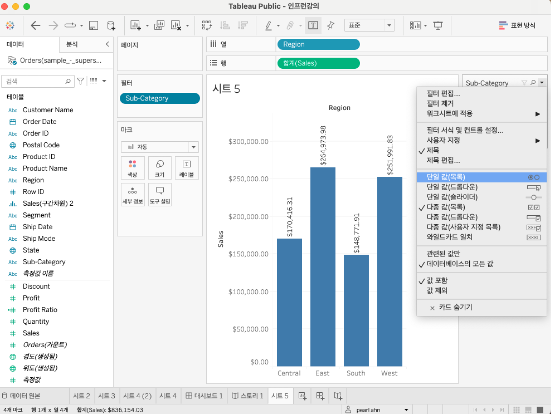 Tableau Public - 인프런강의
표준
표현 방식
데이터
분석
페이지
열
Region
Orders(sample_-_supers...
행
합계(Sales)
검색
필터
Sub-Category
시트 5
Sub-Category
테이블
Abc Customer Name
Order Date
Abc Order ID
Postal Code
Abc Product ID
Abc Product Name
Abc Region
Row ID
Sales(구간차원) 2
Abc Segment
Ship Date
Abc Ship Mode
State
Abc Sub-Category
Abc 측정값 이름
Discount
Profit
Profit Ratio
Quantity
Sales
Orders(카운트)
경도(생성됨)
위도(생성됨)
측정값
마크
자동
색상
크기
레이블
세부 정보
도구 설명
Region
Sales
$300,000.00
$250,000.00
$200,000.00
$150,000.00
$100,000.00
$50,000.00
$0.00
$170,416.31
$264,973.98
$148,771.91
$251,991.83
Central
East
South
West
필터 편집...
필터 제거
워크시트에 적용
필터 서식 및 컨트롤 설정...
사용자 지정
제목
제목 편집...
단일 값(목록)
단일 값(드롭다운)
단일 값(슬라이더)
다중 값(목록)
다중 값(드롭다운)
다중 값(사용자 지정 목록)
와일드카드 일치
관련된 값만
데이터베이스의 모든 값
값 포함
값 제외
카드 숨기기
데이터 원본
시트 2
시트 3
시트 4 (2)
시트 4
대시보드 1
스토리 1
시트 5
4개 마크
행 1개 x 열 4개
합계(Sales): $836,154.03
pearl.ahn